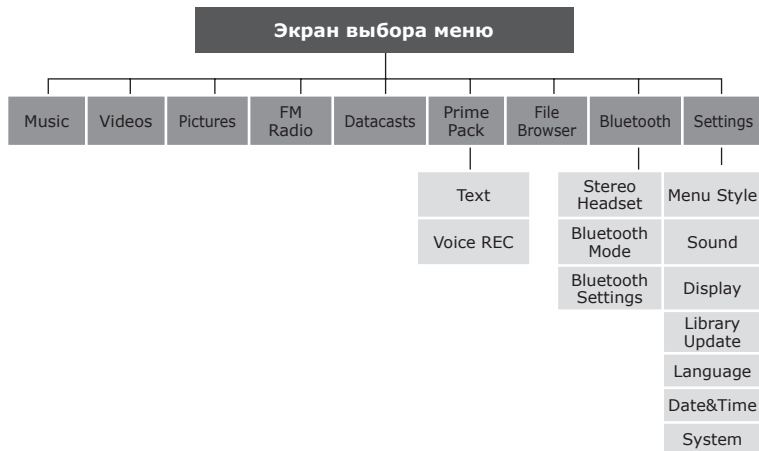 Экран выбора меню
Music
Videos
Pictures
FM
Radio
Datacasts
Prime
Pack
File
Browser
Bluetooth
Settings
Text
Voice REC
Stereo
Headset
Bluetooth
Mode
Bluetooth
Settings
Menu Style
Sound
Display
Library
Update
Language
Date&Time
System